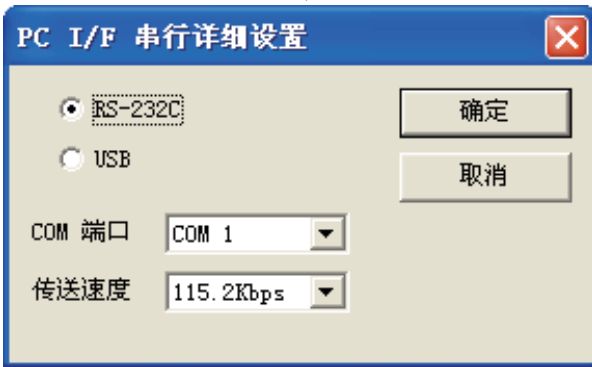 PC I/F 串行详细设置
RS-232C
确定
USB
取消
COM 端口
COM 1
传送速度
115.2Kbps